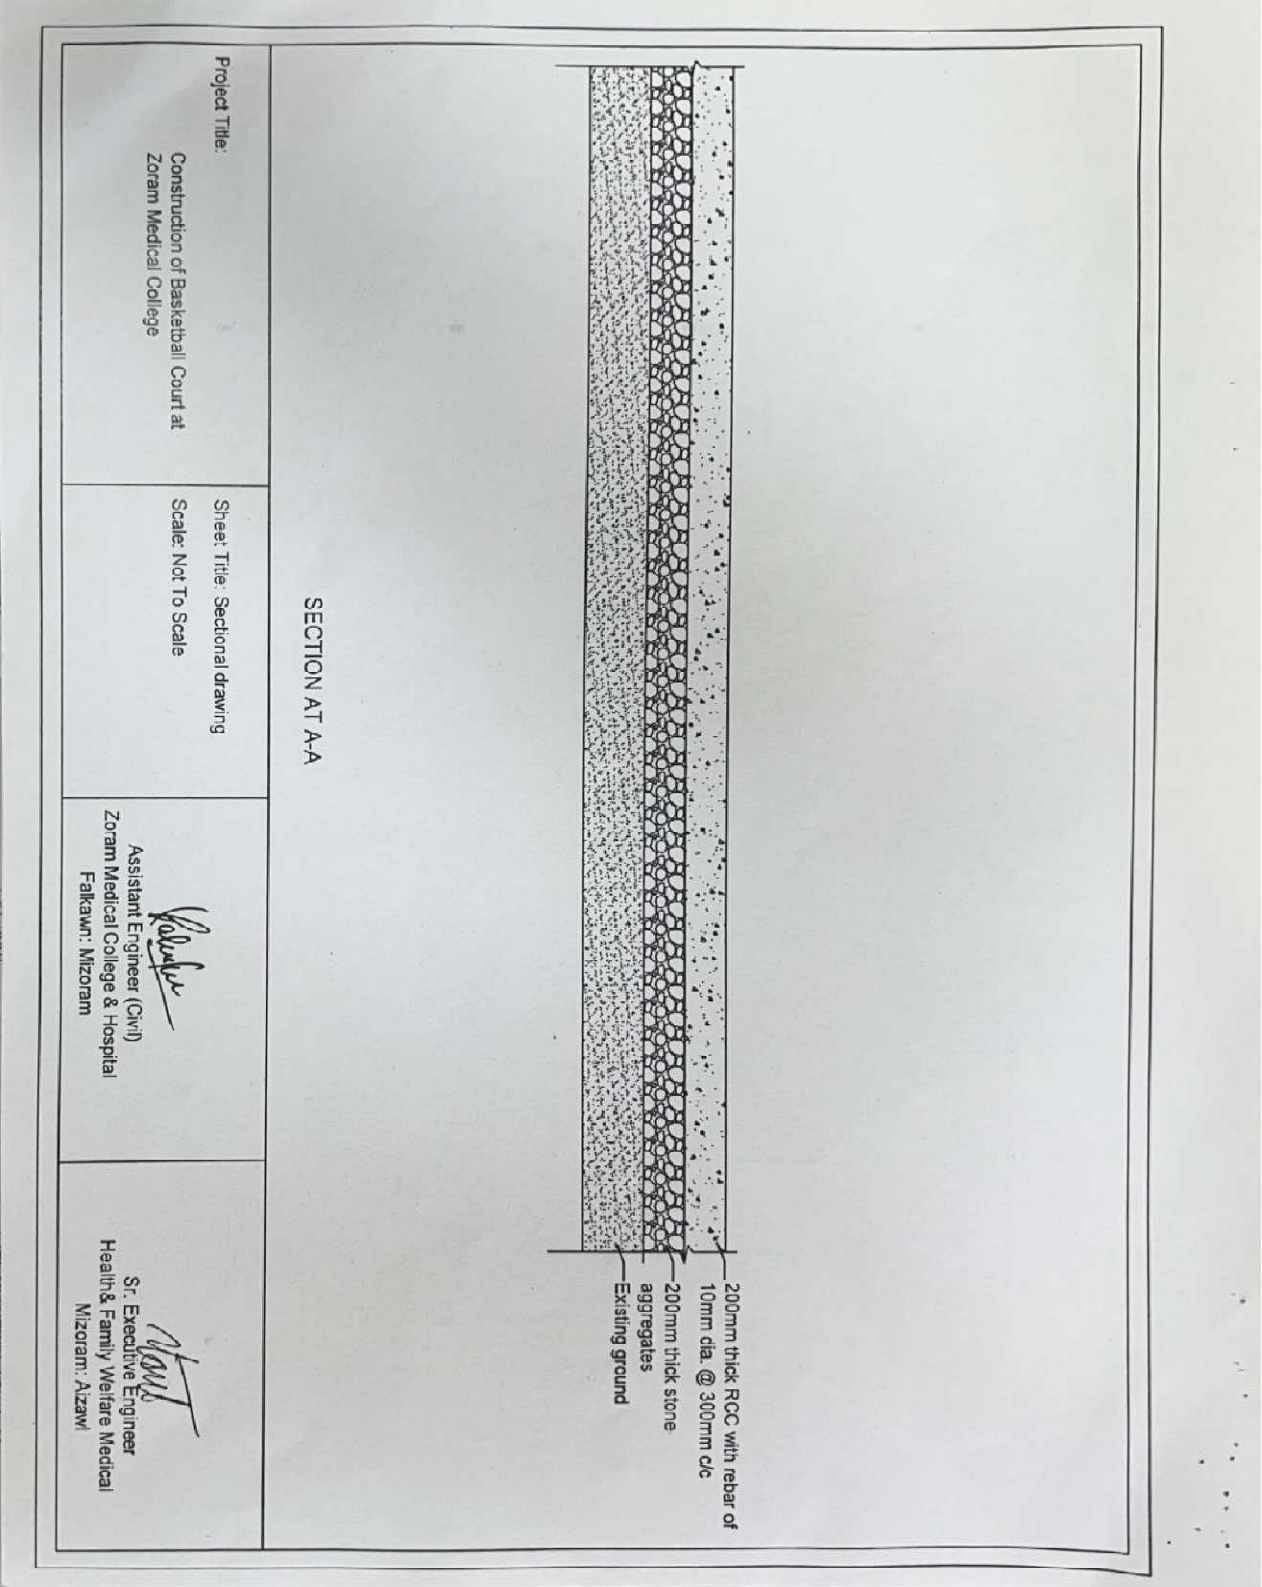 200mm thick RCC with rebar of
10mm dia. @ 300mm c/c
200mm thick stone
aggregates
Existing ground
SECTION AT A-A
Project Title:
Construction of Basketball Court at
Zoram Medical College
Sheet Title: Sectional drawing
Scale: Not To Scale
Assistant Engineer (Civil)
Zoram Medical College & Hospital
Falkawn: Mizoram
Sr. Executive Engineer
Health& Family Welfare Medical
Mizoram: Aizawl